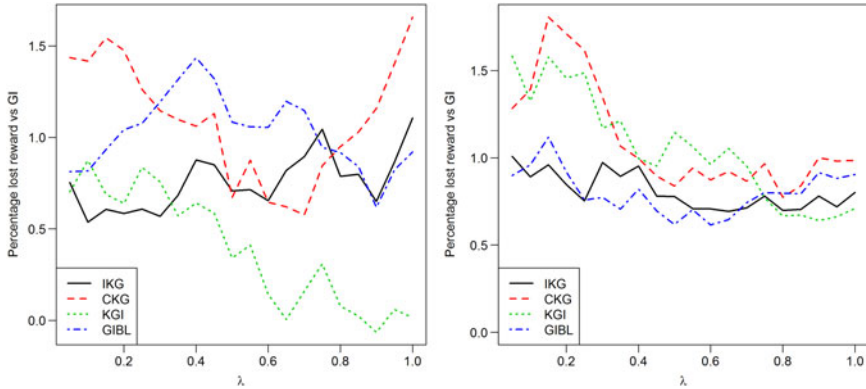 Percentage lost reward vs GI
1.5
1.0
0.5
0.0
IKG
CKG
KGI
GIBL
0.2 0.4 0.6 0.8 1.0
λ
Percentage lost reward vs GI
1.5
1.0
0.5
0.0
IKG
CKG
KGI
GIBL
0.2 0.4 0.6 0.8 1.0
λ